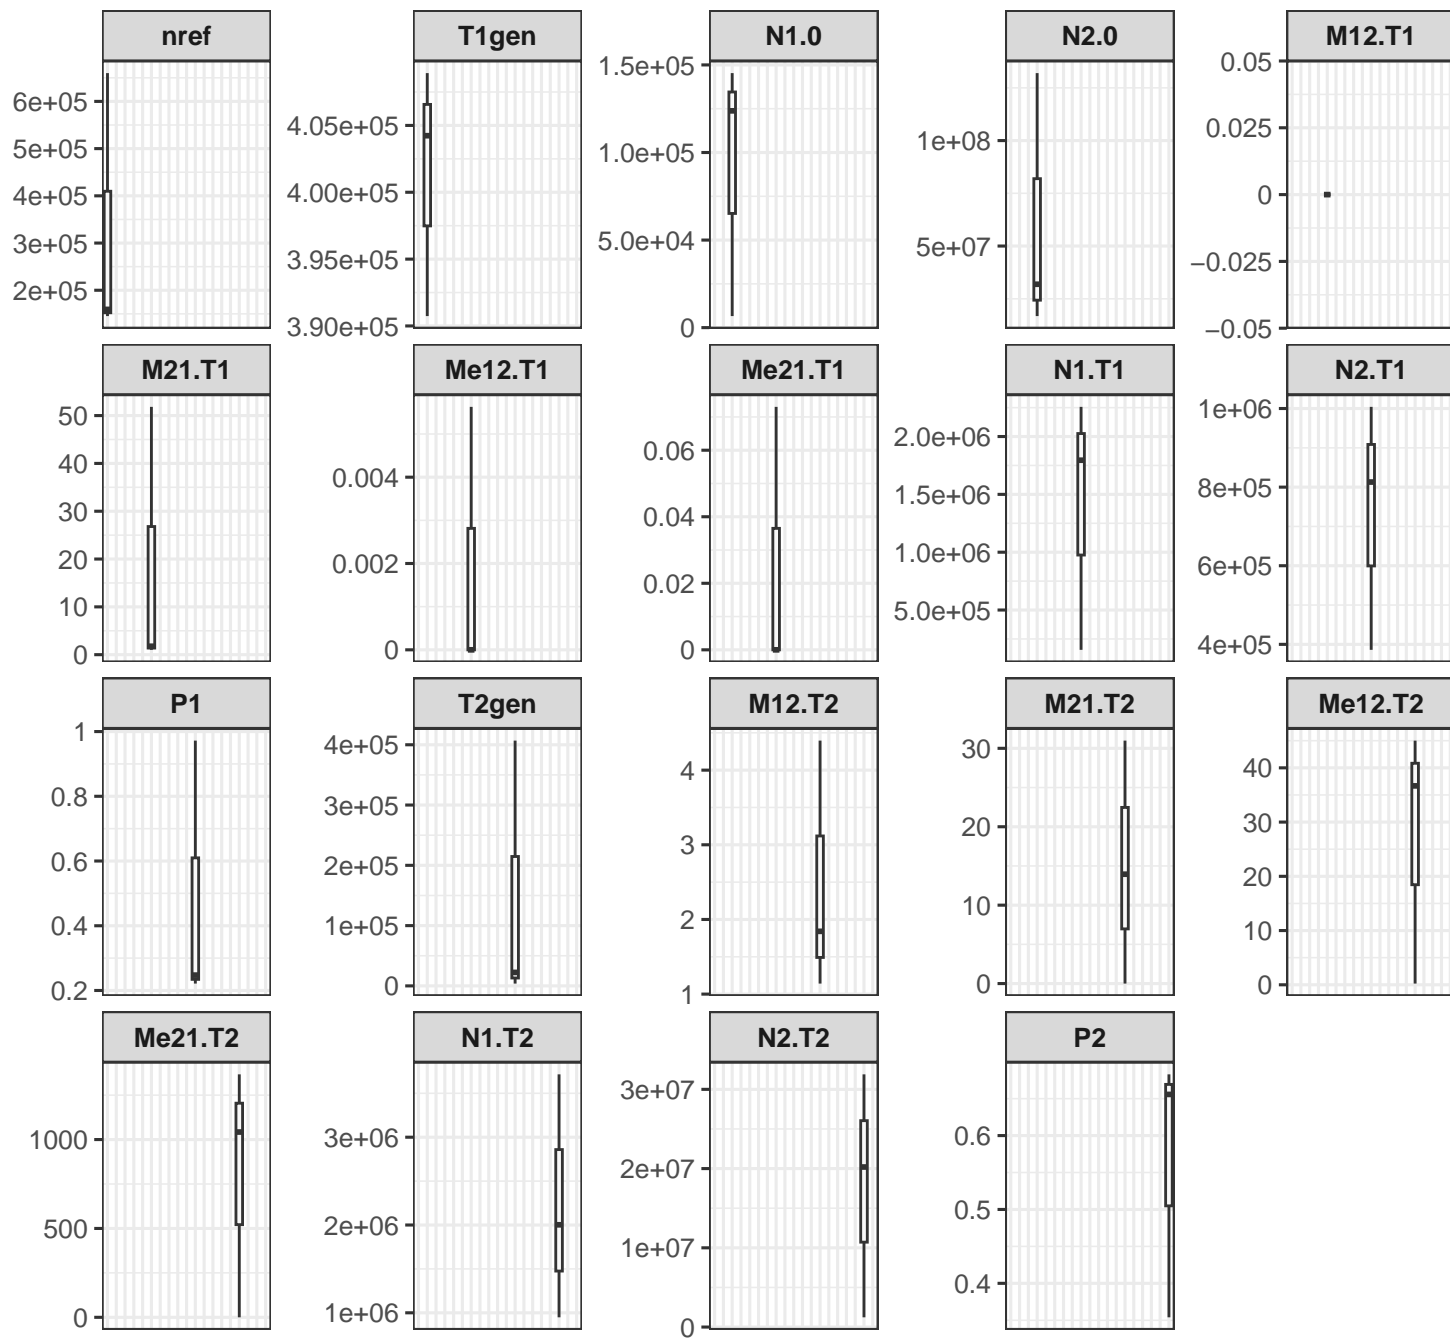 nref
T1gen
N1.0
N2.0
M12.T1
6e+05
5e+05
4e+05
3e+05
2e+05
4.05e+05
4.00e+05
3.95e+05
3.90e+05
1.5e+05
1.0e+05
5.0e+04
0
1e+08
5e+07
0.05
0.025
0
−0.025
−0.05
M21.T1
Me12.T1
Me21.T1
N1.T1
N2.T1
50
40
30
20
10
0
0.004
0.002
0
0.06
0.04
0.02
0
2.0e+06
1.5e+06
1.0e+06
5.0e+05
1e+06
8e+05
6e+05
4e+05
P1
T2gen
M12.T2
M21.T2
Me12.T2
1
0.8
0.6
0.4
0.2
4e+05
3e+05
2e+05
1e+05
0
4
3
2
1
30
20
10
0
40
30
20
10
0
Me21.T2
N1.T2
N2.T2
P2
1000
500
0
3e+06
2e+06
1e+06
3e+07
2e+07
1e+07
0
0.6
0.5
0.4